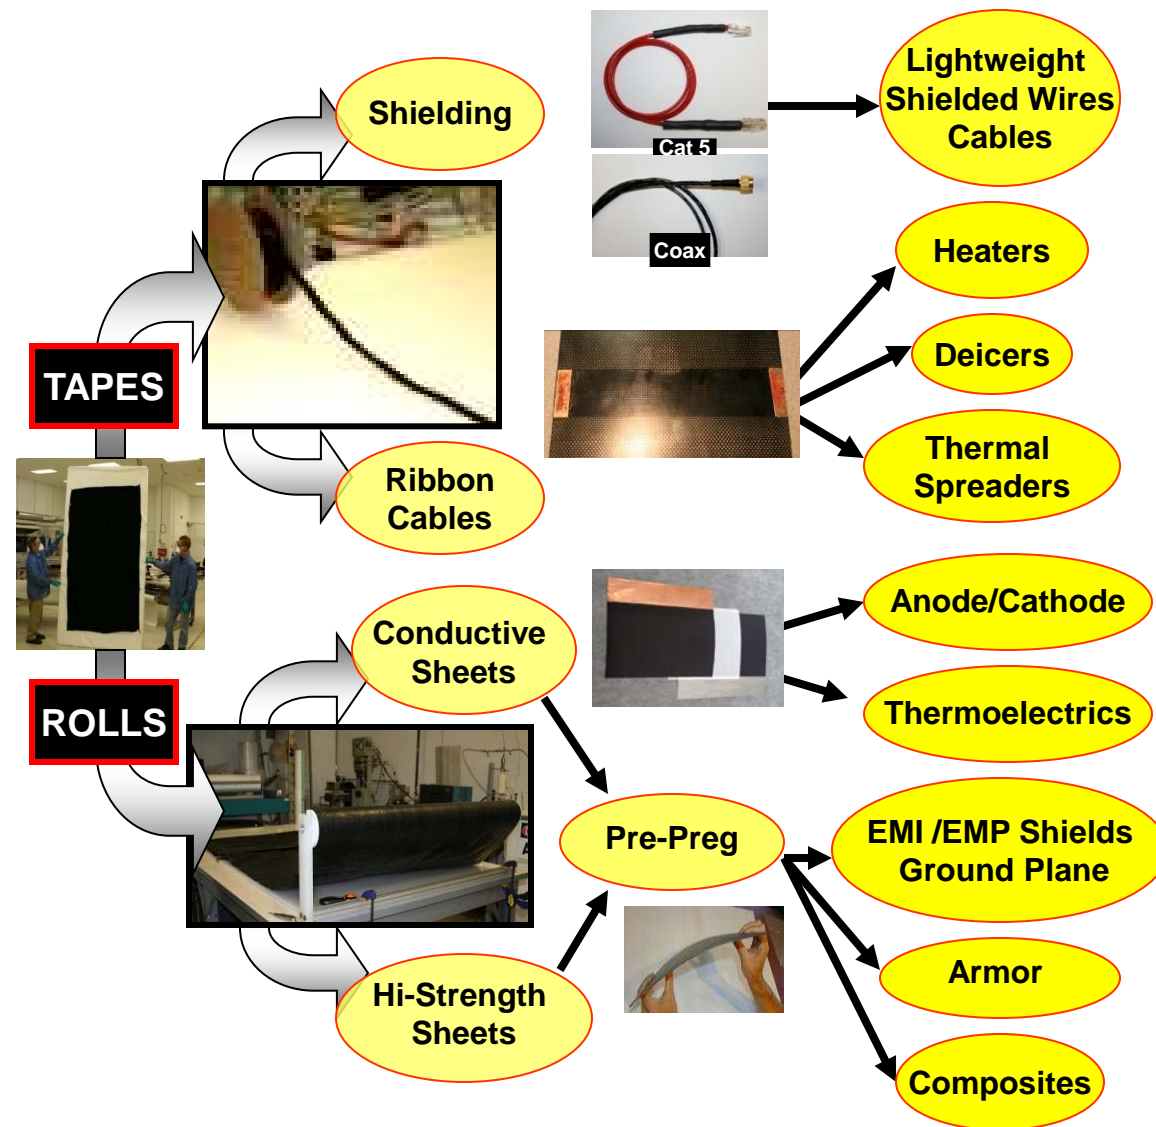 Shielding
Cat 5
Coax
Lightweight
Shielded Wires
Cables
Heaters
Deicers
Thermal
Spreaders
TAPES
Ribbon
Cables
Conductive
Sheets
Anode/Cathode
Thermoelectrics
ROLLS
Pre-Preg
EMI /EMP Shields
Ground Plane
Hi-Strength
Sheets
Armor
Composites